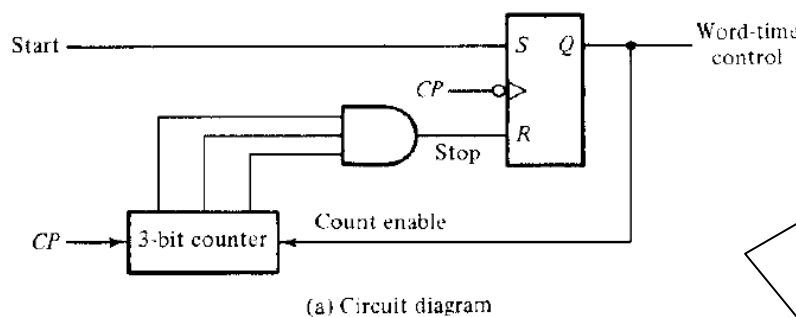 Start
S
Q
Word-time
control
CP
R
Stop
CP
3-bit counter
Count enable
(a) Circuit diagram